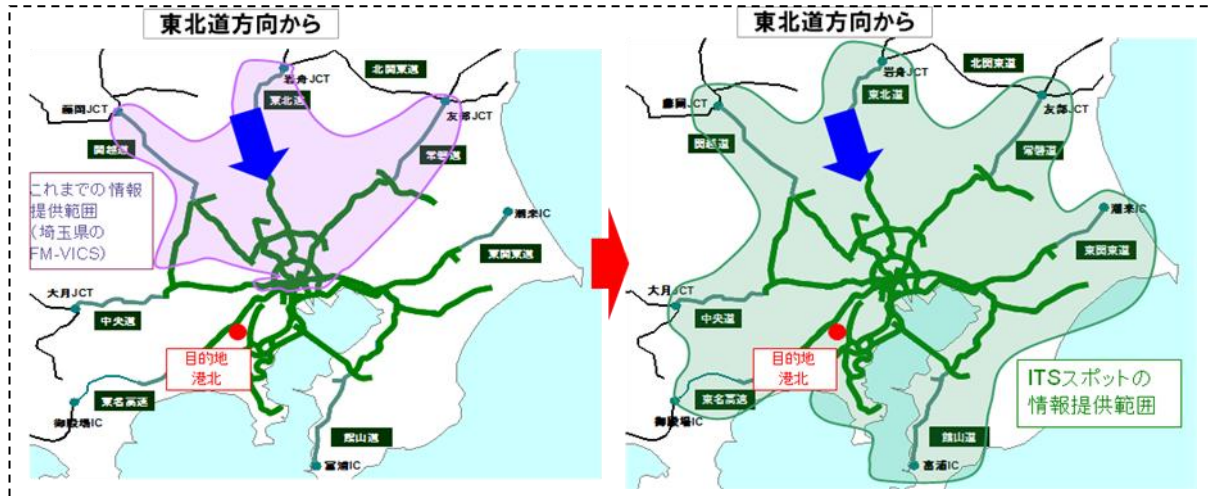 東北道方向から
岩舟JCT
北関東道
藤岡JCT
東北道
友部JCT
関越道
常磐道
これまでの情報
提供範囲
(埼玉県の
FM-VICS)
潮来IC
東関東道
大月JCT
中央道
目的地
港北
東名高速
御殿場IC
館山道
富浦IC
東北道方向から
岩舟JCT
北関東道
藤岡JCT
東北道
友部JCT
関越道
常磐道
潮来IC
東関東道
大月JCT
中央道
目的地
港北
ITSスポットの
情報提供範囲
東名高速
御殿場IC
館山道
富浦IC